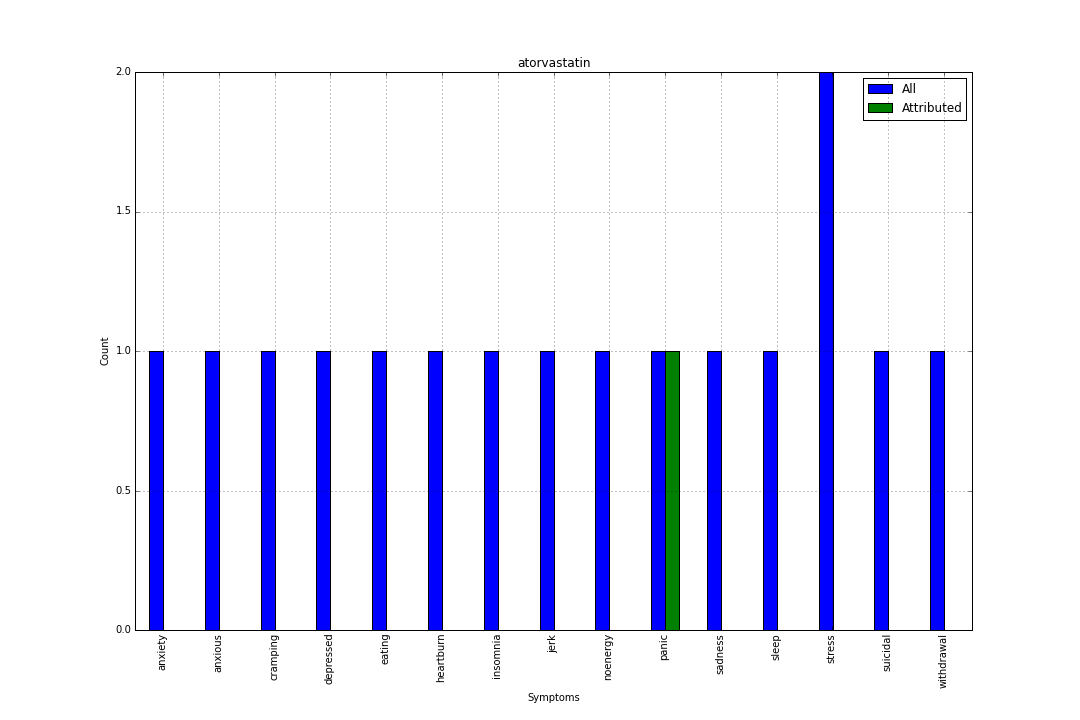 atorvastatin
2.0
1.5
1.0
0.5
0.0
Count
All
Attributed
anxiety
anxious
cramping
depressed
eating
heartburn
insomnia
jerk
noenergy
panic
sadness
sleep
stress
suicidal
withdrawal
Symptoms